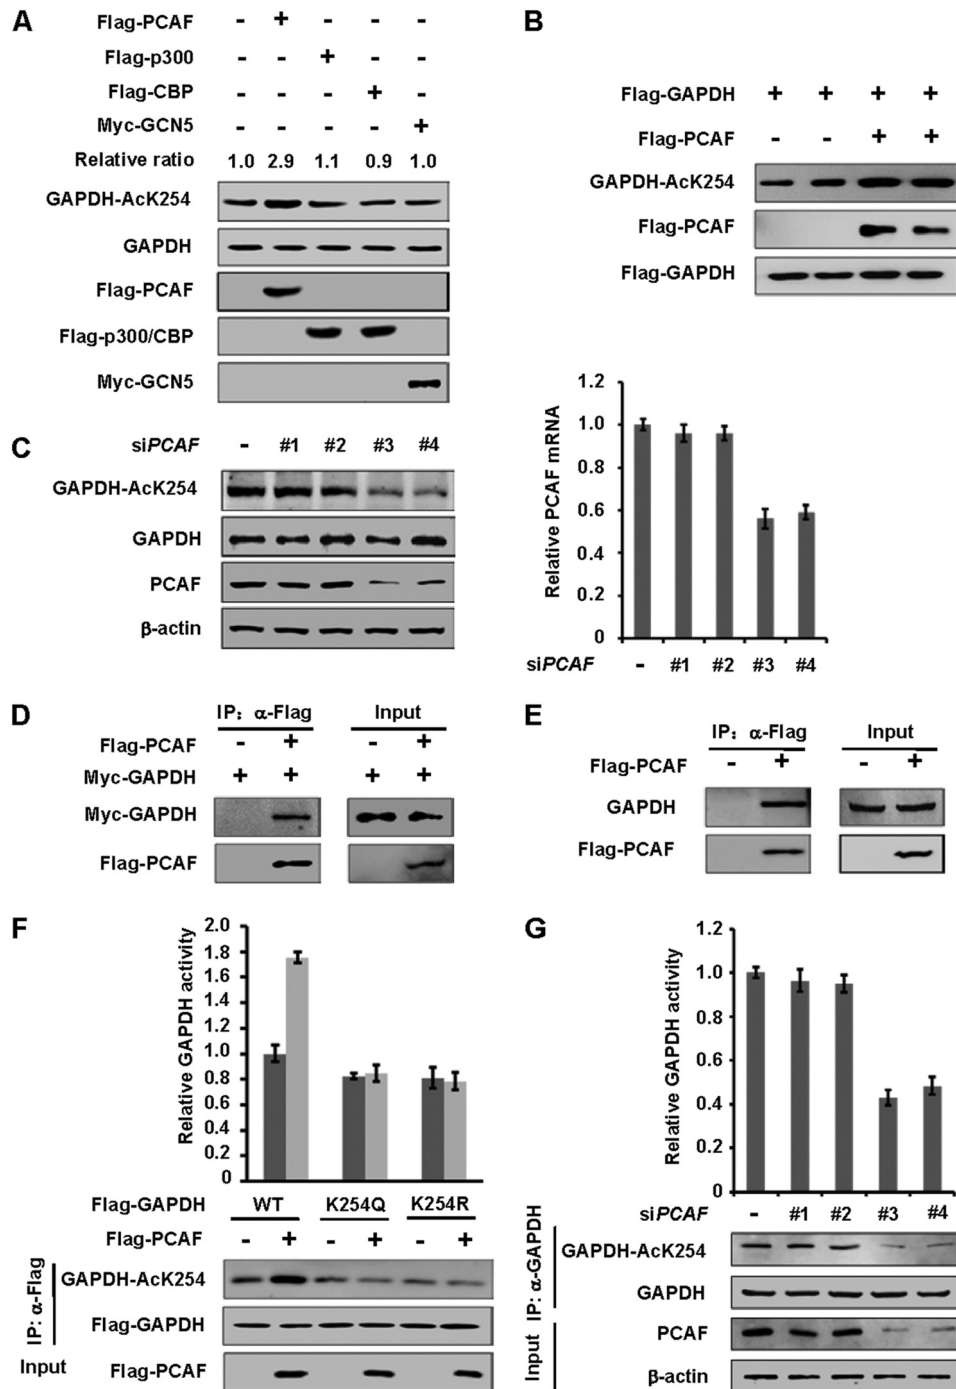 A
Flag-PCAF - + - - -
Flag-p300 - - + - -
Flag-CBP - - - + -
Myc-GCN5 - - - - +
Relative ratio 1.0 2.9 1.1 0.9 1.0
GAPDH-AcK254
GAPDH
Flag-PCAF
Flag-p300/CBP
Myc-GCN5
B
Flag-GAPDH + + + +
Flag-PCAF - - + +
GAPDH-AcK254
Flag-PCAF
Flag-GAPDH
C
siPCAF - #1 #2 #3 #4
GAPDH-AcK254
GAPDH
PCAF
β-actin
Relative PCAF mRNA
1.2
1.0
0.8
0.6
0.4
0.2
0
siPCAF - #1 #2 #3 #4
D
IP: α-Flag Input
Flag-PCAF - + - +
Myc-GAPDH + + + +
Myc-GAPDH
Flag-PCAF
E
IP: α-Flag Input
Flag-PCAF - + - +
GAPDH
Flag-PCAF
F
Relative GAPDH activity
2.0
1.8
1.6
1.4
1.2
1.0
0.8
0.6
0.4
0.2
0
Flag-GAPDH WT K254Q K254R
Flag-PCAF - + - + - +
IP: α-Flag
GAPDH-AcK254
Flag-GAPDH
Input Flag-PCAF
G
Relative GAPDH activity
1.2
1.0
0.8
0.6
0.4
0.2
0
siPCAF - #1 #2 #3 #4
IP: α-GAPDH
GAPDH-AcK254
GAPDH
Input
PCAF
β-actin